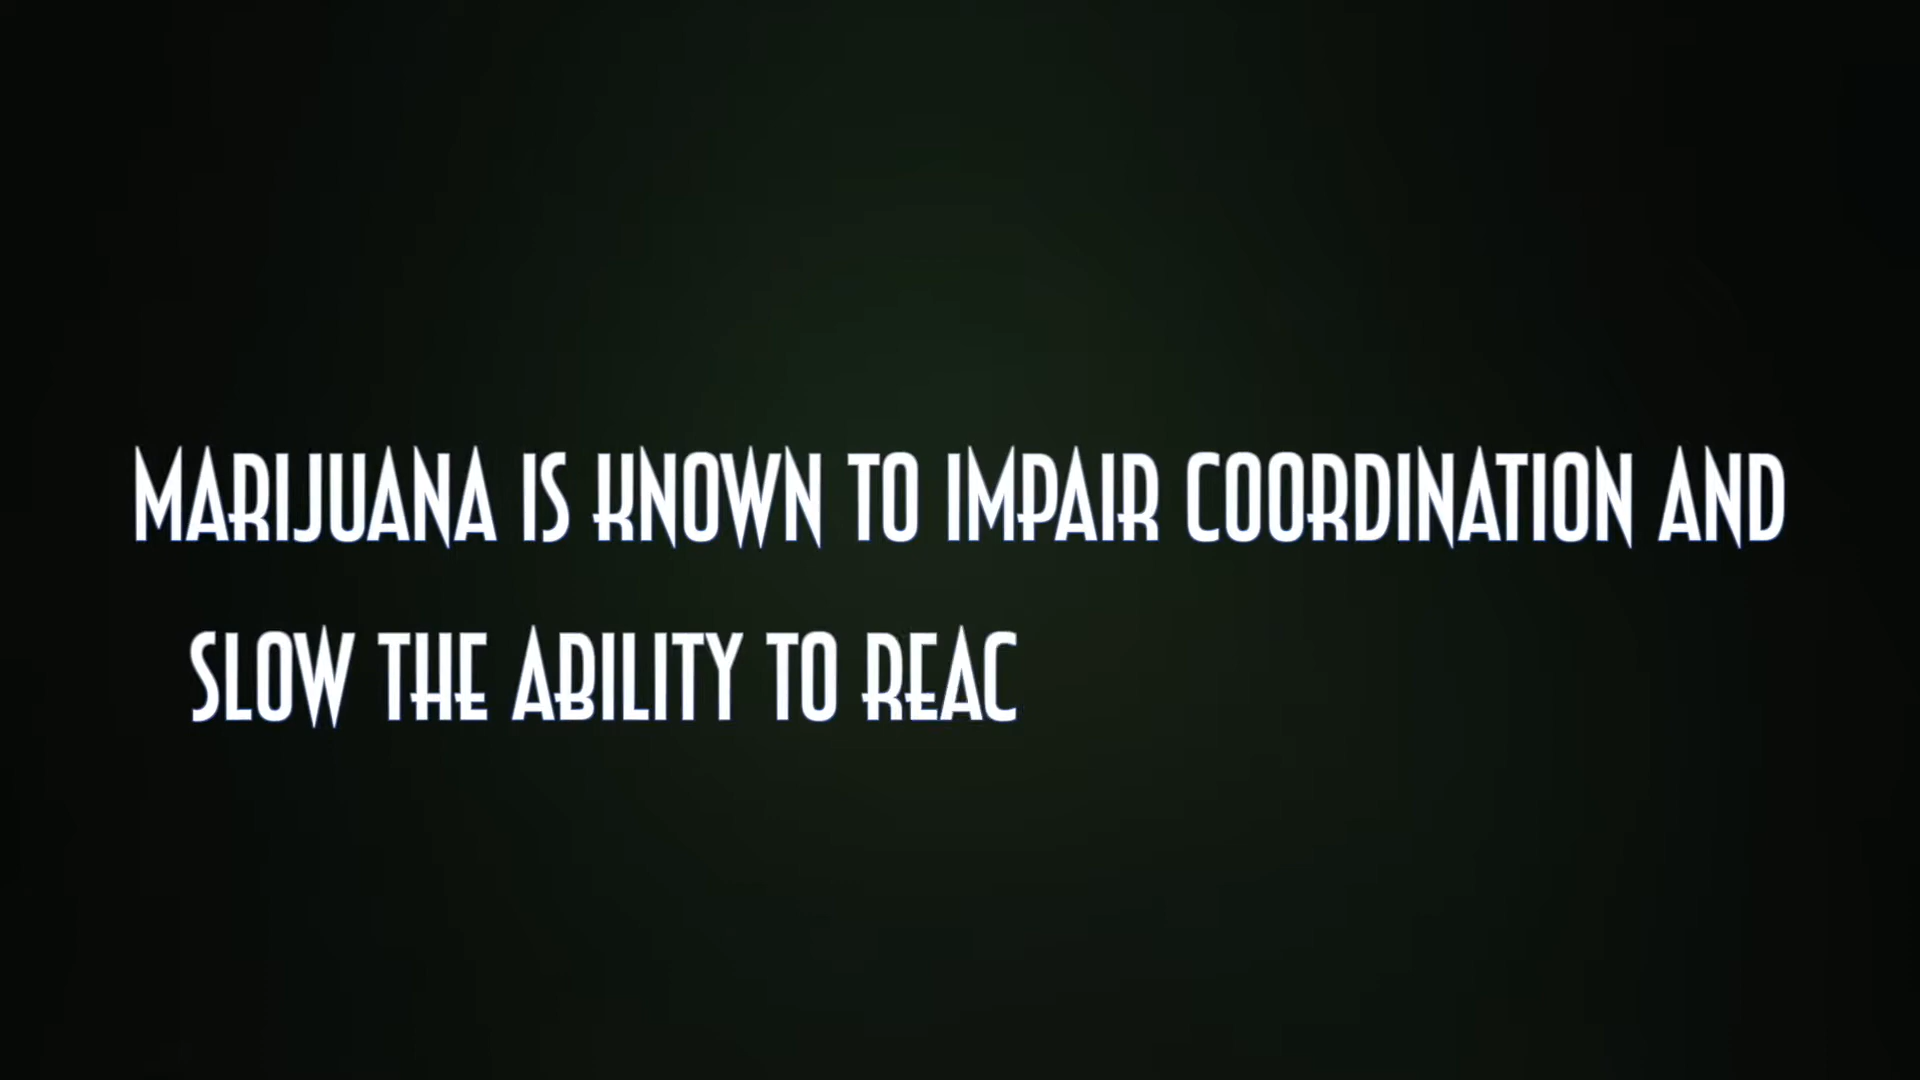 MARIJUANA IS KNOWN TO IMPAIR COORDINATION AND
SLOW THE ABILITY TO REAC